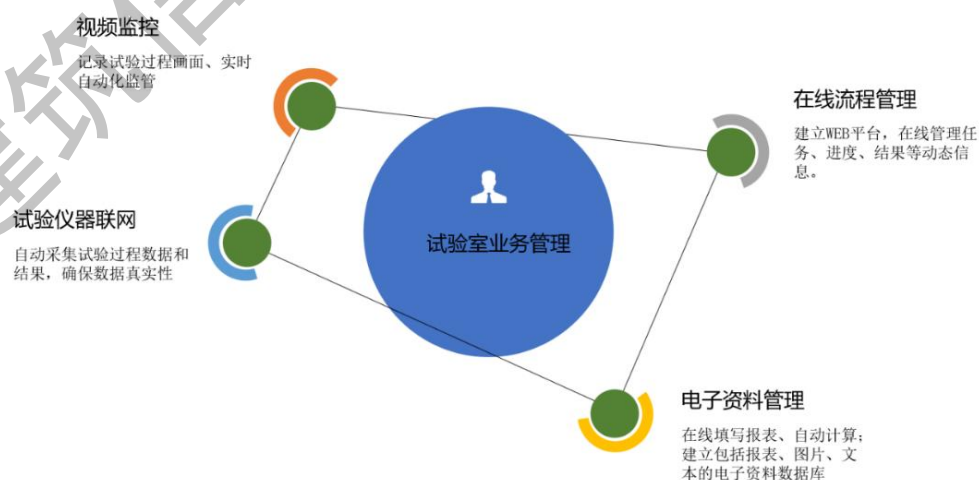 视频监控
记录试验过程画面、实时
自动化监管
在线流程管理
建立WEB平台，在线管理任
务、进度、结果等动态信
息。
试验仪器联网
自动采集试验过程数据和
结果，确保数据真实性
试验室业务管理
电子资料管理
在线填写报表、自动计算；
建立包括报表、图片、文
本的电子资料数据库